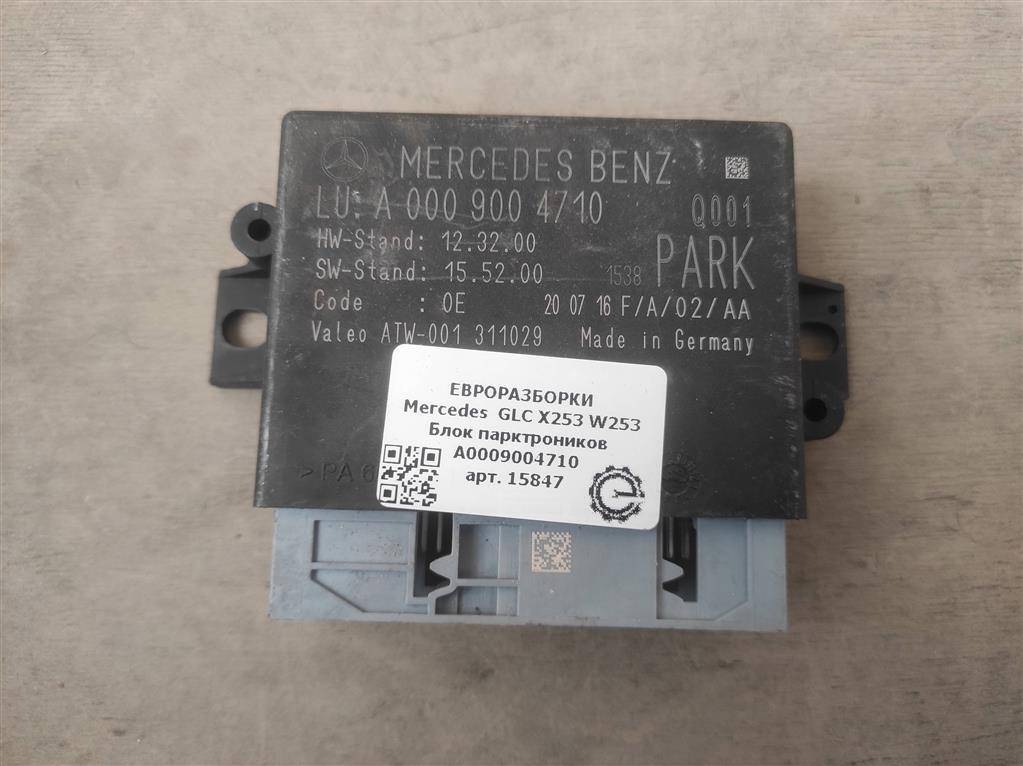 MERCEDES BENZ
LU: A 000 900 4710 Q001
HW-Stand: 12.32.00
SW-Stand: 15.52.00 1538 PARK
Code : 0E 20 07 16 F/A/02/AA
Valeo ATW-001 311029 Made in Germany
ЕВРОРАЗБОРКИ
Mercedes GLC X253 W253
Блок парктроников
A0009004710
арт. 15847